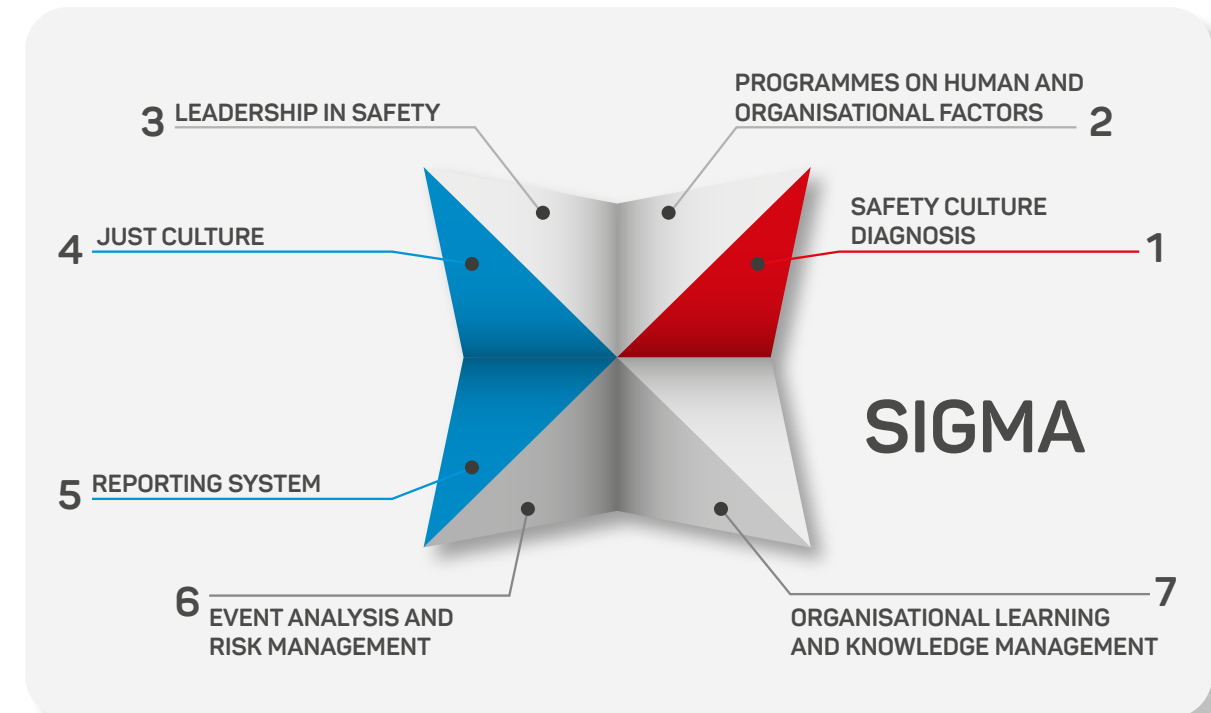 3 LEADERSHIP IN SAFETY
PROGRAMMES ON HUMAN AND
ORGANISATIONAL FACTORS 2
4 JUST CULTURE
SAFETY CULTURE
DIAGNOSIS 1
SIGMA
5 REPORTING SYSTEM
6 EVENT ANALYSIS AND
RISK MANAGEMENT
7
ORGANISATIONAL LEARNING
AND KNOWLEDGE MANAGEMENT